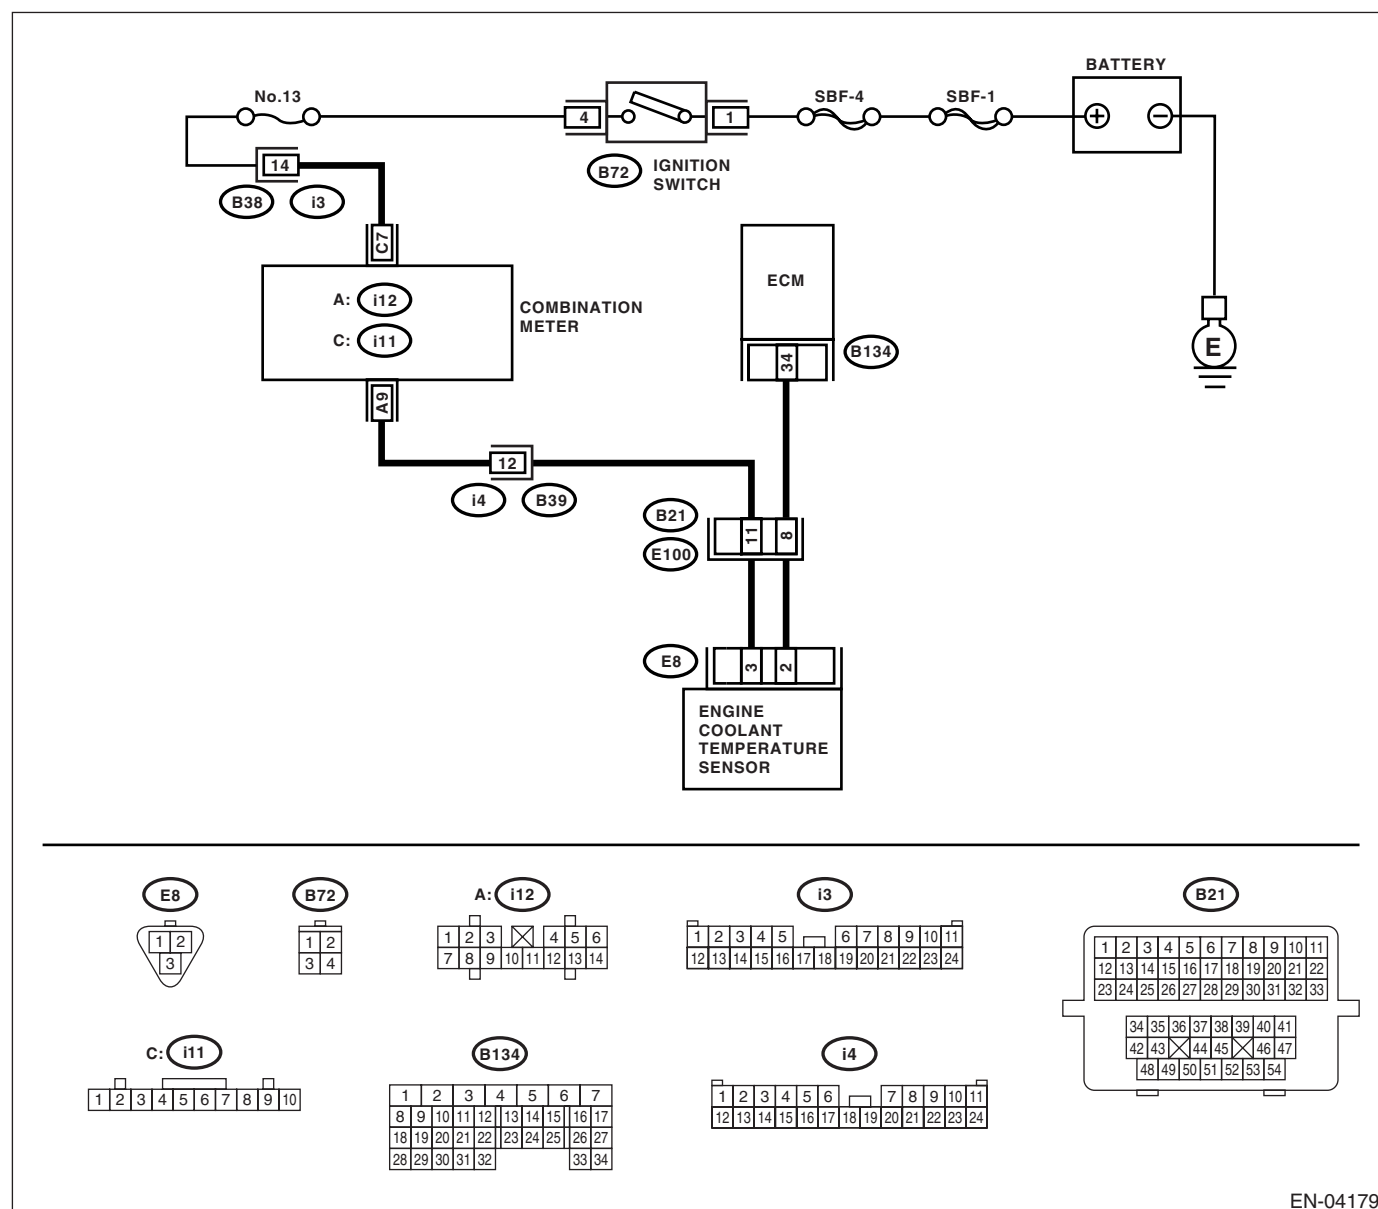 BATTERY
No.13
SBF-4
SBF-1
4
1
B72
IGNITION
SWITCH
14
B38
i3
C7
ECM
A:
i12
C:
i11
COMBINATION
METER
34
B134
E
A9
12
i4
B39
B21
11
8
E100
E8
3
2
ENGINE
COOLANT
TEMPERATURE
SENSOR
E8
1 2
3
B72
1 2
3 4
A: i12
1 2 3 4 5 6
7 8 9 10 11 12 13 14
i3
1 2 3 4 5 6 7 8 9 10 11
12 13 14 15 16 17 18 19 20 21 22 23 24
B21
1 2 3 4 5 6 7 8 9 10 11
12 13 14 15 16 17 18 19 20 21 22
23 24 25 26 27 28 29 30 31 32 33
34 35 36 37 38 39 40 41
42 43 44 45 46 47
48 49 50 51 52 53 54
C: i11
1 2 3 4 5 6 7 8 9 10
B134
1 2 3 4 5 6 7
8 9 10 11 12 13 14 15 16 17
18 19 20 21 22 23 24 25 26 27
28 29 30 31 32 33 34
i4
1 2 3 4 5 6 7 8 9 10 11
12 13 14 15 16 17 18 19 20 21 22 23 24
EN-04179